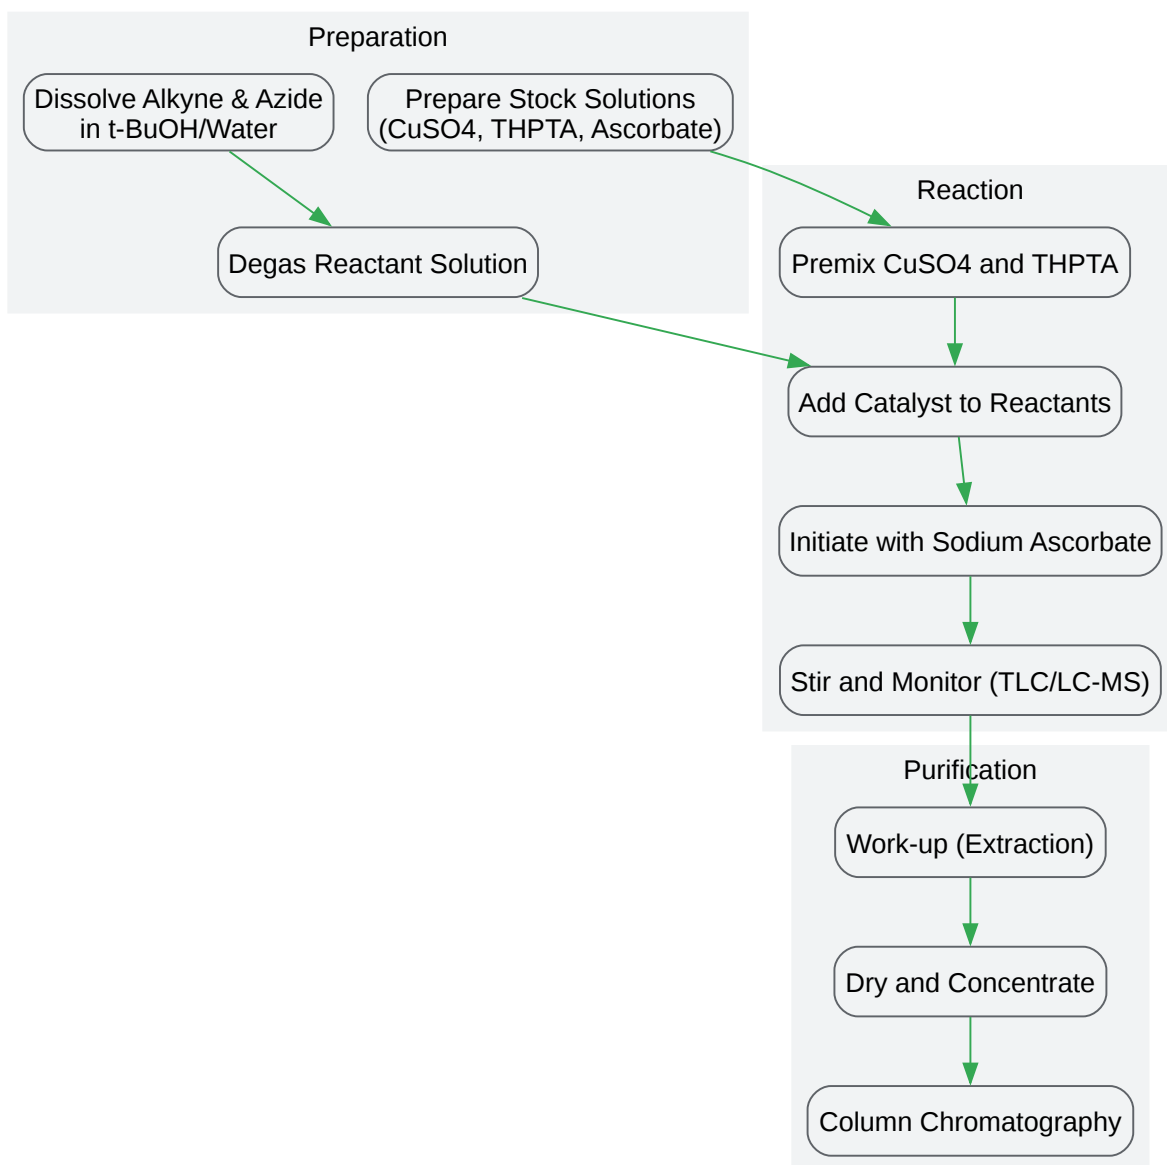 Preparation
Dissolve Alkyne & Azide
in t-BuOH/Water
Prepare Stock Solutions
(CuSO4, THPTA, Ascorbate)
Degas Reactant Solution
Reaction
Premix CuSO4 and THPTA
Add Catalyst to Reactants
Initiate with Sodium Ascorbate
Stir and Monitor (TLC/LC-MS)
Purification
Work-up (Extraction)
Dry and Concentrate
Column Chromatography